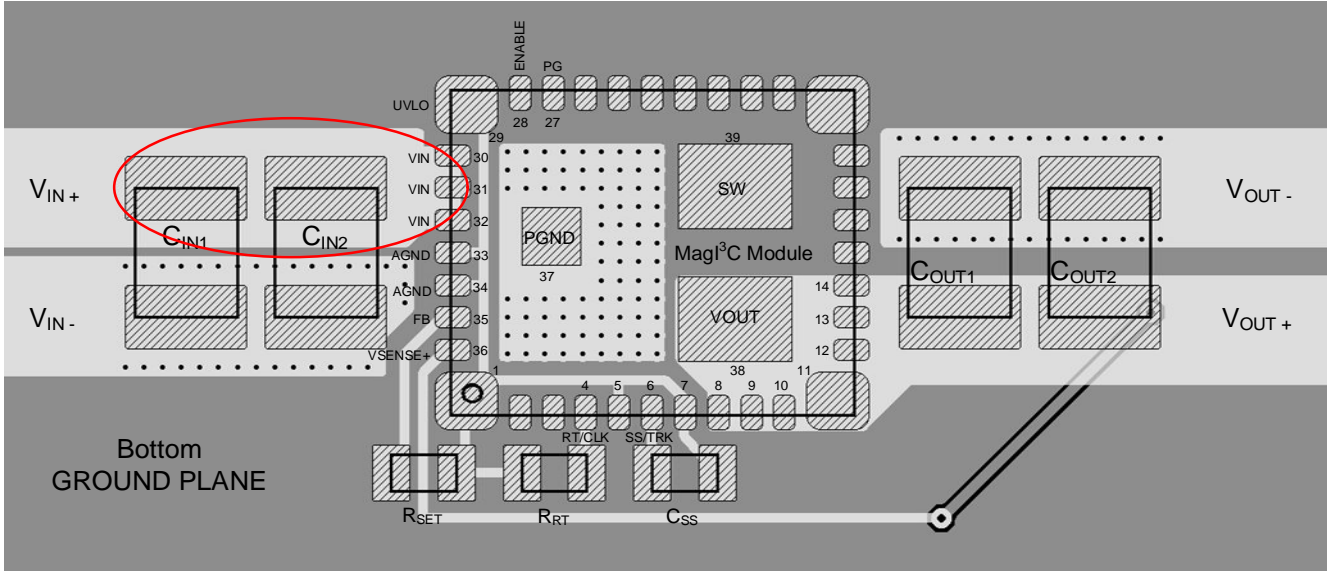 ENABLE
PG
UVLO
28
27
29
39
VIN
30
VIN
31
VIN
32
AGND
33
AGND
34
FB
35
VSENSE+
36
VIN +
CIN1
CIN2
VIN -
PGND
37
SW
MagI³C Module
VOUT
38
14
13
12
11
VOUT -
COUT1
COUT2
VOUT +
1
4
5
6
7
8
9
10
RT/CLK
SS/TRK
Bottom
GROUND PLANE
RSET
RRT
CSS